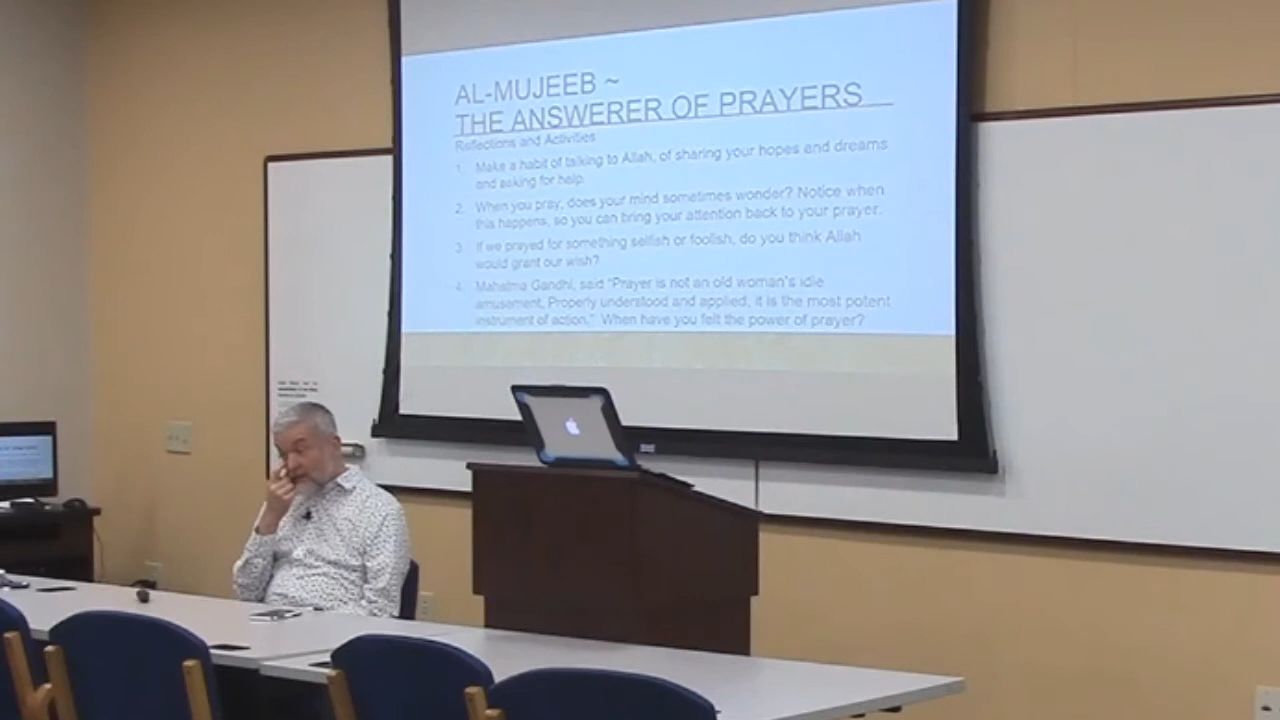 AL-MUJEEB ~
THE ANSWERER OF PRAYERS
Reflections and Activities
1. Make a habit of talking to Allah, of sharing your hopes and dreams
and asking for help.
2. When you pray, does your mind sometimes wonder? Notice when
this happens, so you can bring your attention back to your prayer.
3. If we prayed for something selfish or foolish, do you think Allah
would grant our wish?
4. Mahatma Gandhi, said "Prayer is not an old woman's idle
amusement. Properly understood and applied, it is the most potent
instrument of action." When have you felt the power of prayer?